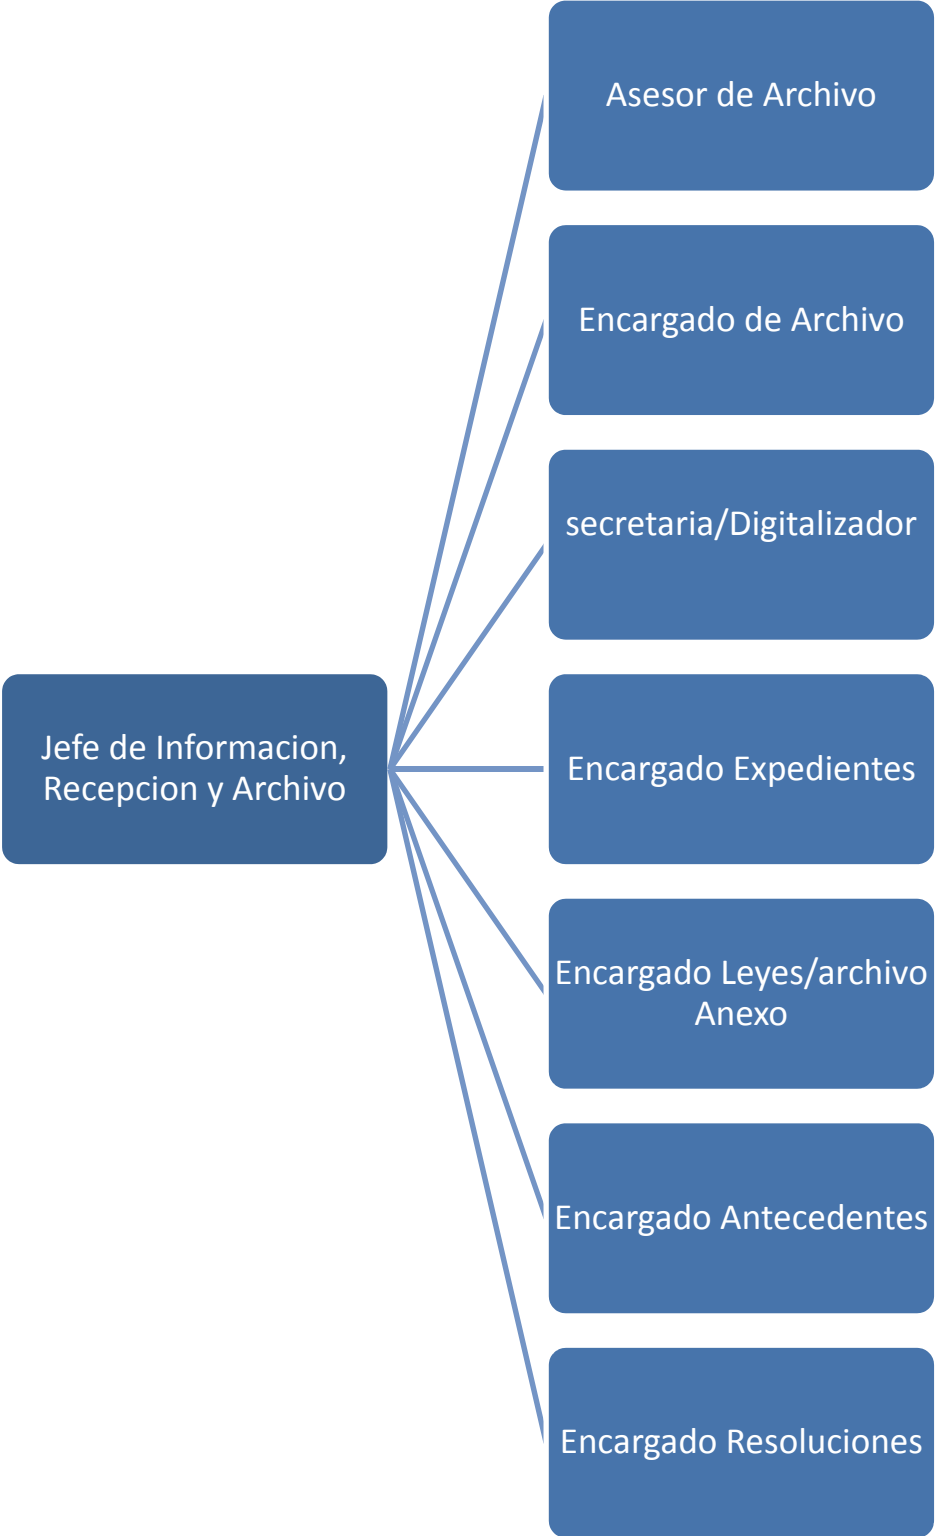 Asesor de Archivo
Encargado de Archivo
secretaria/Digitalizador
Jefe de Informacion,
Recepcion y Archivo
Encargado Expedientes
Encargado Leyes/archivo
Anexo
Encargado Antecedentes
Encargado Resoluciones